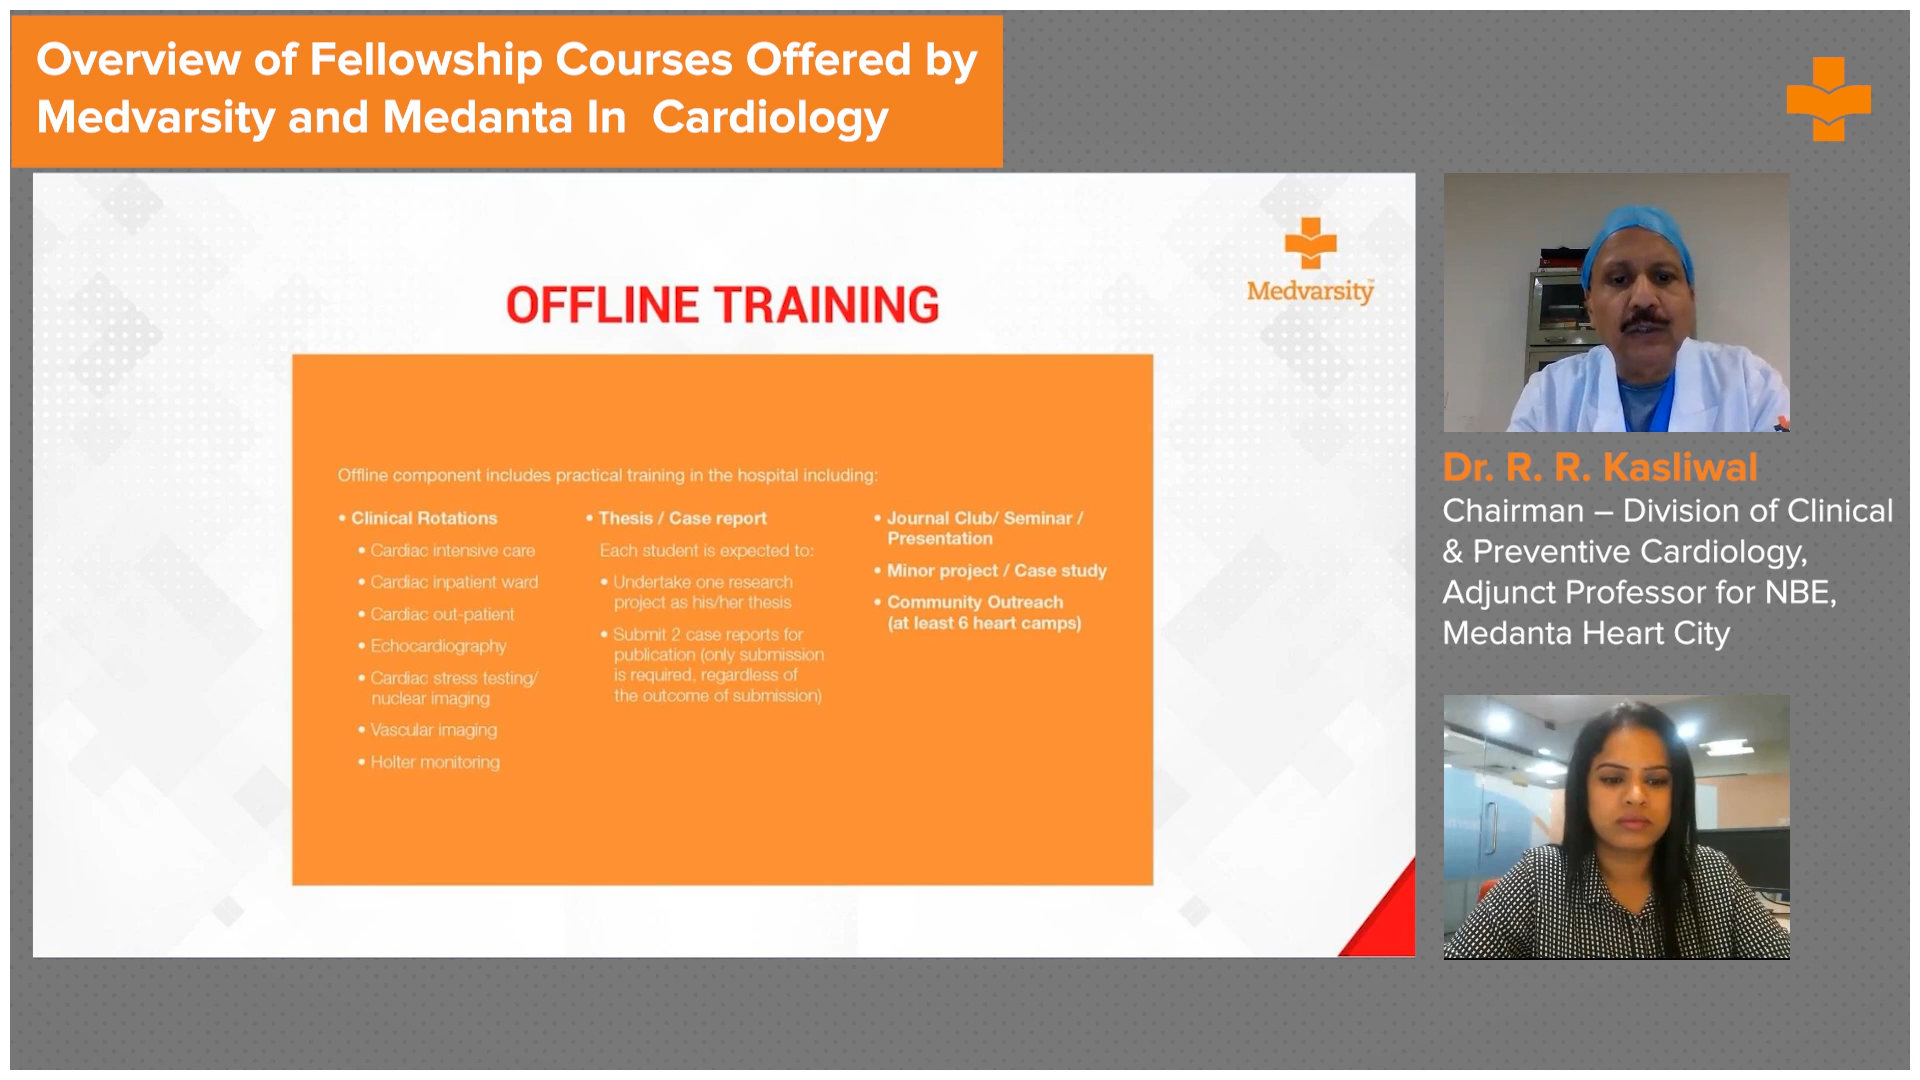 Overview of Fellowship Courses Offered by
Medvarsity and Medanta In Cardiology
Medvarsity
OFFLINE TRAINING
Offline component includes practical training in the hospital including:
• Clinical Rotations
• Cardiac intensive care
• Cardiac inpatient ward
• Cardiac out-patient
• Echocardiography
• Cardiac stress testing/
nuclear imaging
• Vascular imaging
• Holter monitoring
• Thesis / Case report
Each student is expected to:
• Undertake one research
project as his/her thesis
• Submit 2 case reports for
publication (only submission
is required, regardless of
the outcome of submission)
• Journal Club/ Seminar /
Presentation
• Minor project / Case study
• Community Outreach
(at least 6 heart camps)
Dr. R. R. Kasliwal
Chairman – Division of Clinical
& Preventive Cardiology,
Adjunct Professor for NBE,
Medanta Heart City